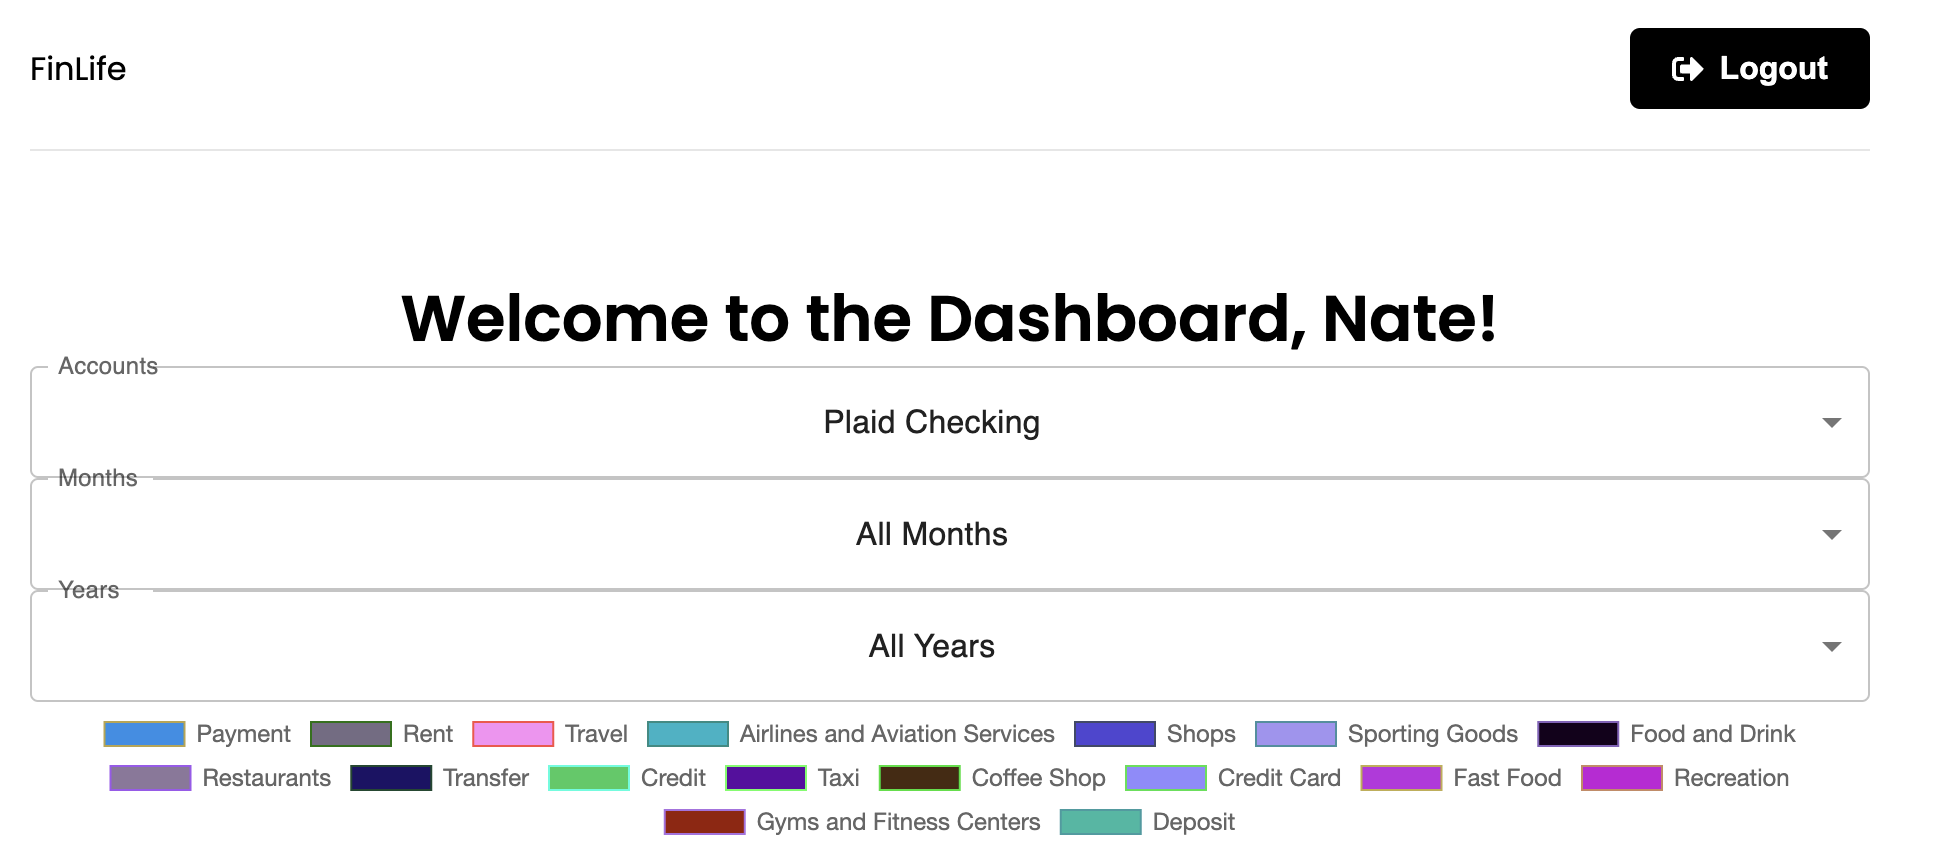 FinLife
Logout
Welcome to the Dashboard, Nate!
Accounts
Plaid Checking
Months
All Months
Years
All Years
Payment Rent Travel Airlines and Aviation Services Shops Sporting Goods Food and Drink
Restaurants Transfer Credit Taxi Coffee Shop Credit Card Fast Food Recreation
Gyms and Fitness Centers Deposit